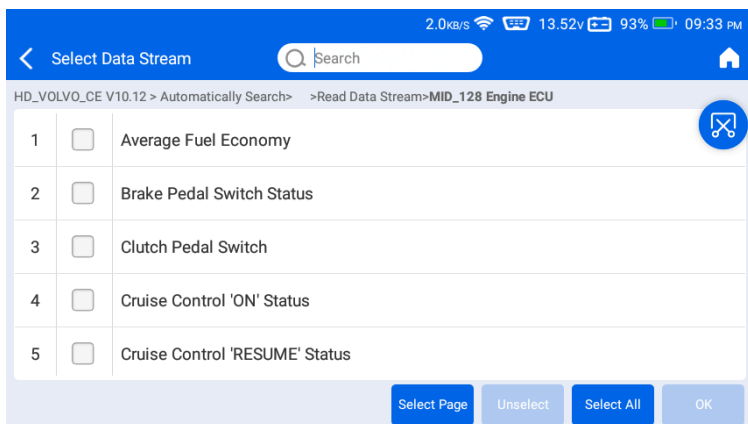 2.0KB/S 13.52V 93% 09:33 PM
Select Data Stream Search
HD_VOLVO_CE V10.12 > Automatically Search> >Read Data Stream>MID_128 Engine ECU
1 Average Fuel Economy
2 Brake Pedal Switch Status
3 Clutch Pedal Switch
4 Cruise Control 'ON' Status
5 Cruise Control 'RESUME' Status
Select Page Unselect Select All OK